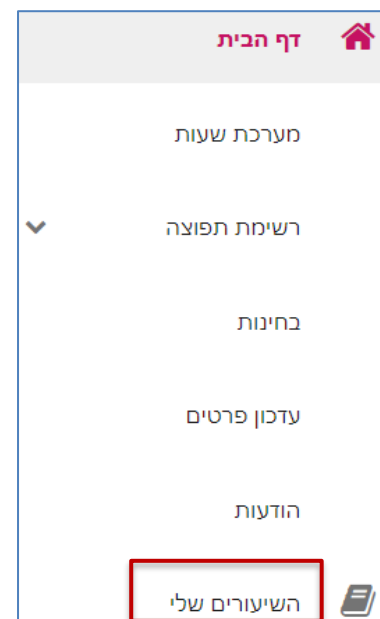 דף הבית
מערכת שעות
רשימת תפוצה
בחינות
עדכון פרטים
הודעות
השיעורים שלי